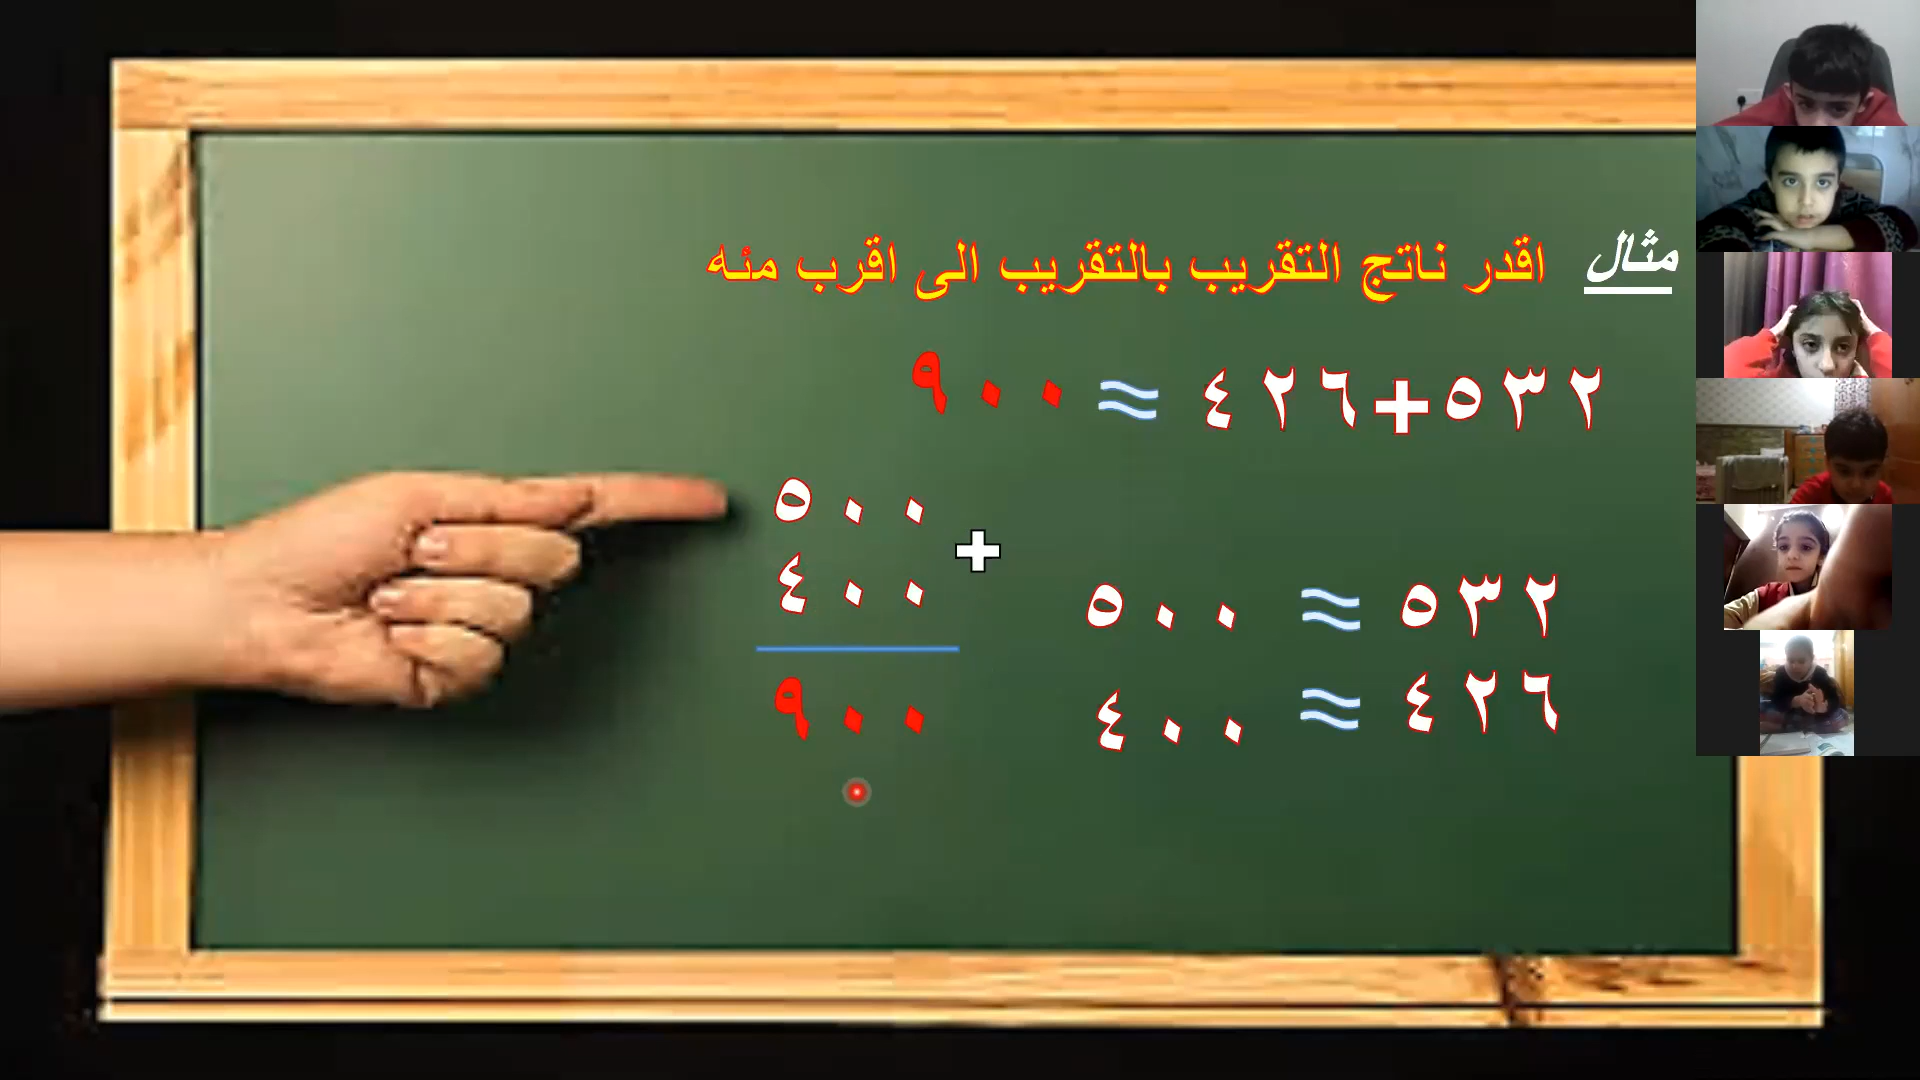 مثال اقدر ناتج التقريب بالتقريب الى اقرب مئه
٥٣٢+٤٢٦ ≈ ٩٠٠
٥٣٢ ≈ ٥٠٠
٤٢٦ ≈ ٤٠٠
٥٠٠
+
٤٠٠
٩٠٠